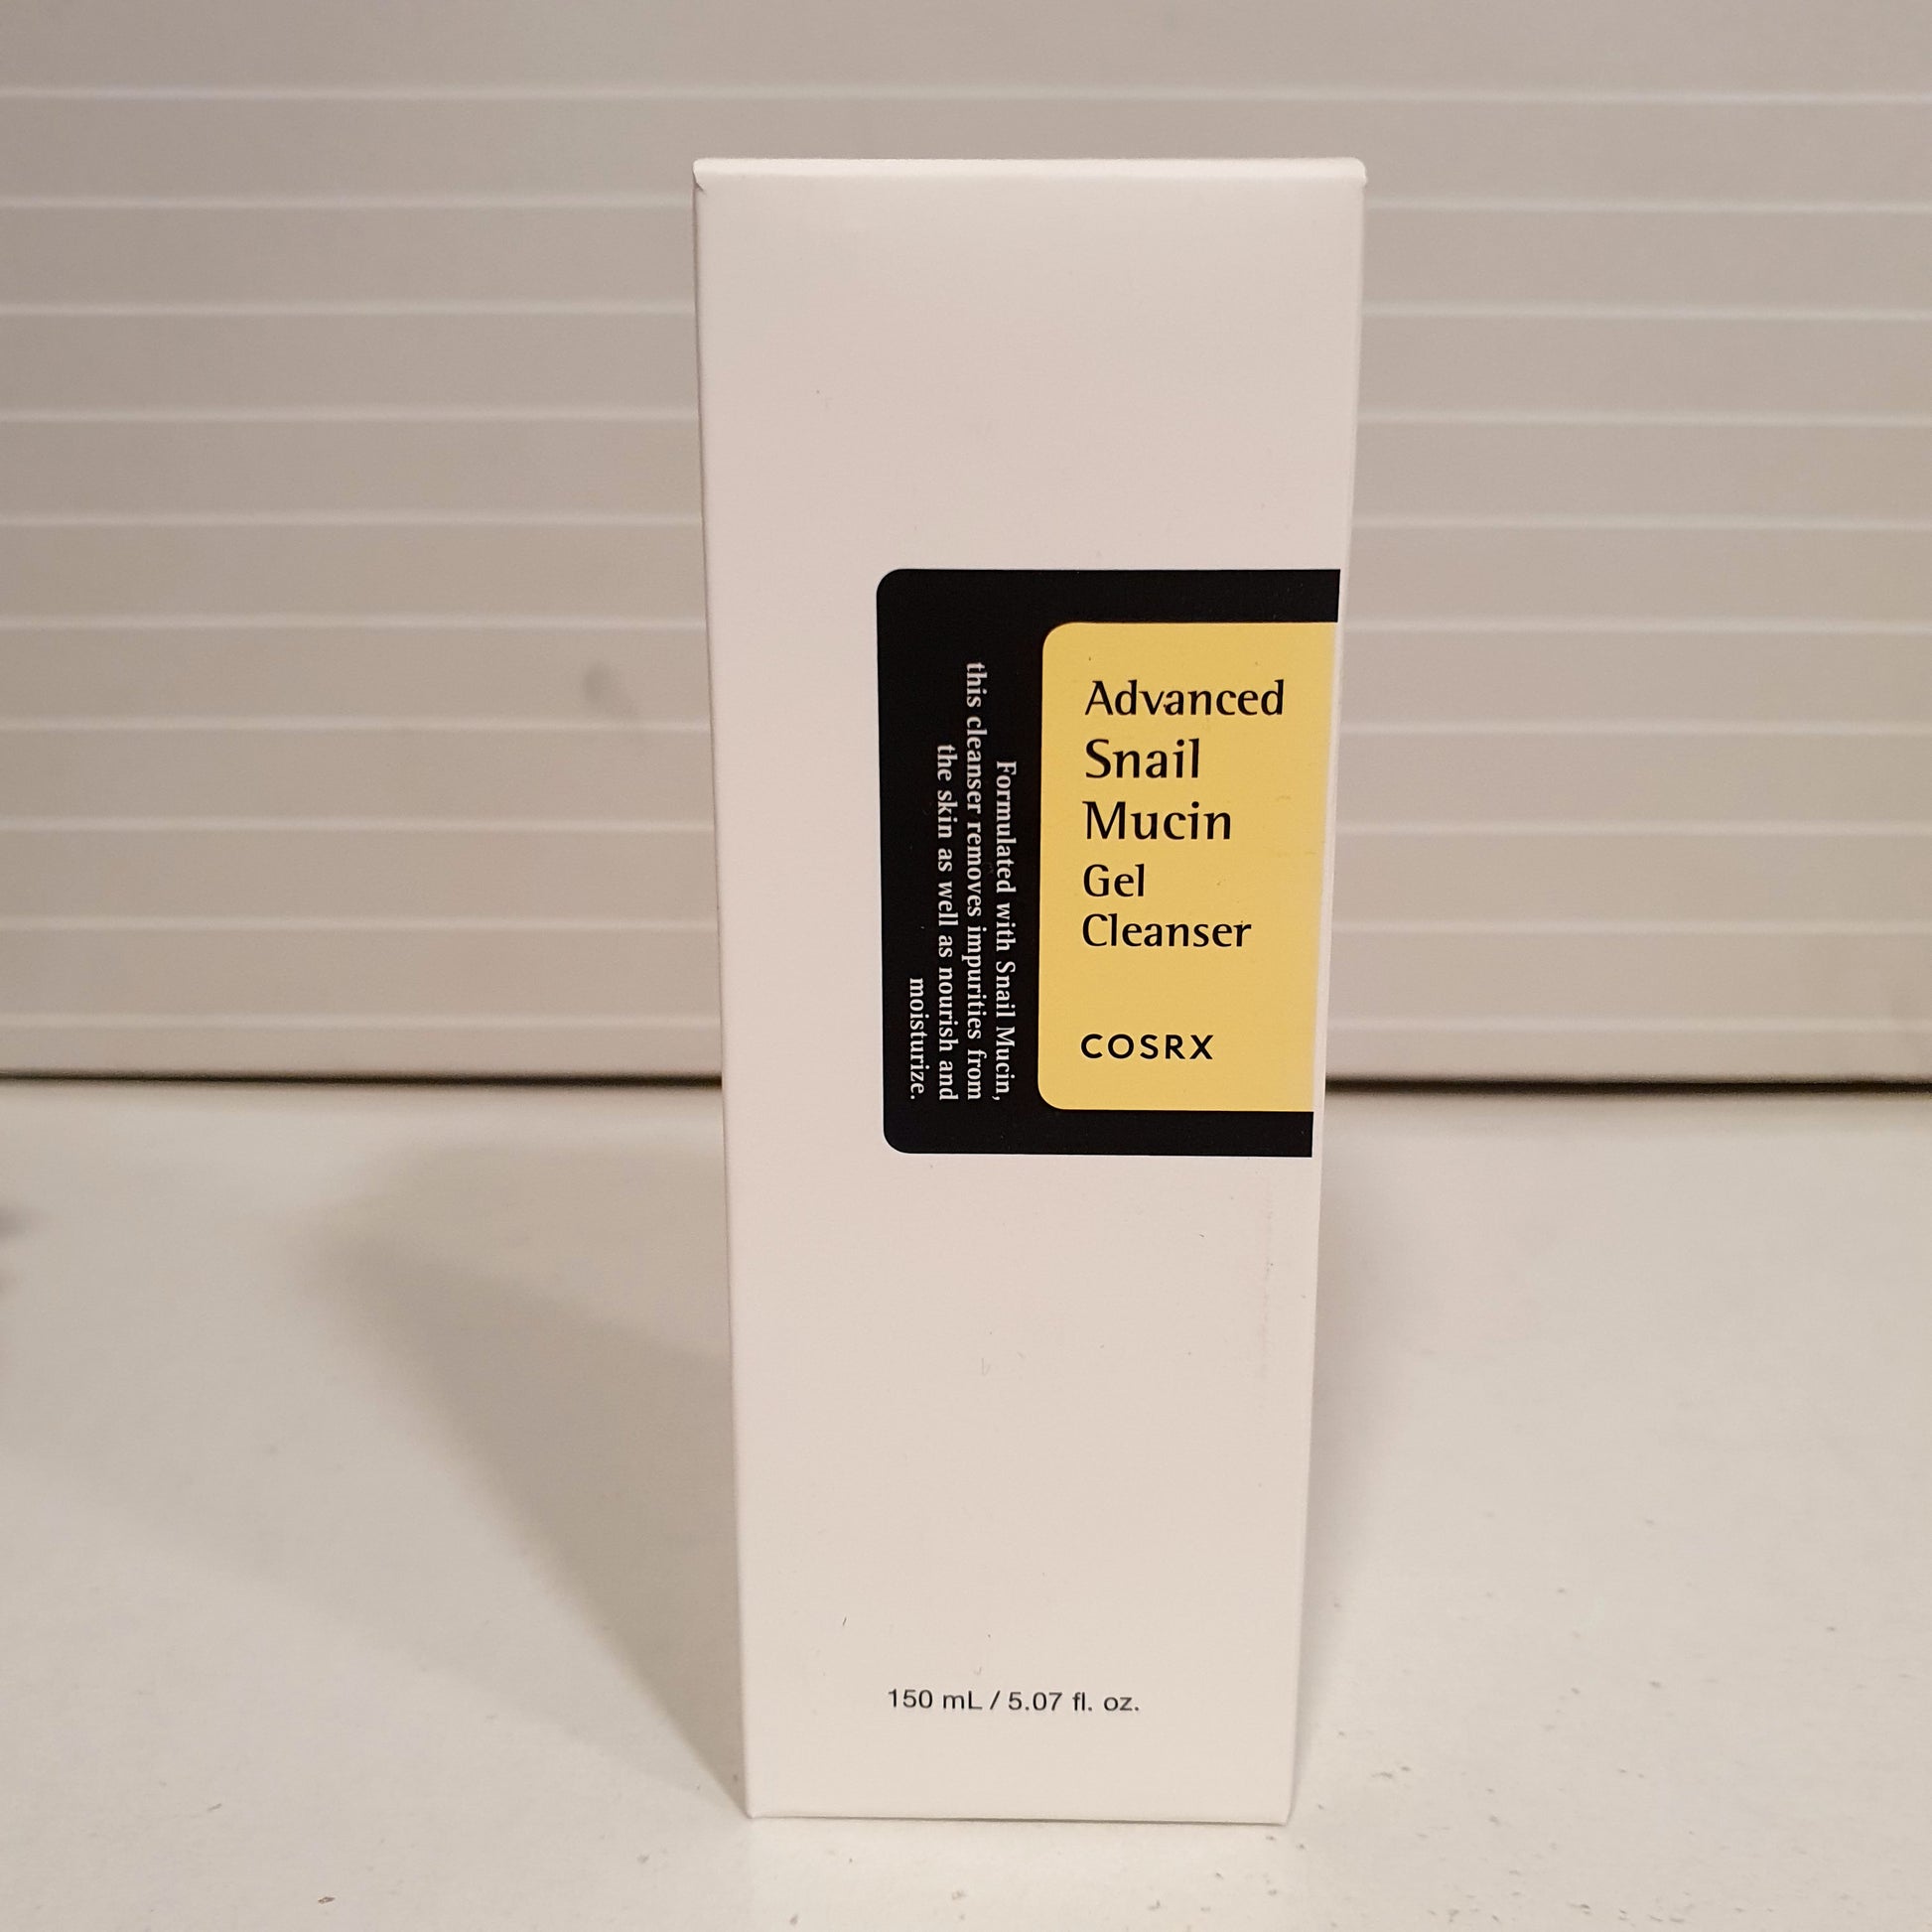 Advanced
Snail
Mucin
Gel
Cleanser
COSRX
Formulated with Snail Mucin,
this cleanser removes impurities from
the skin as well as nourish and
moisturize.
150 mL / 5.07 fl. oz.